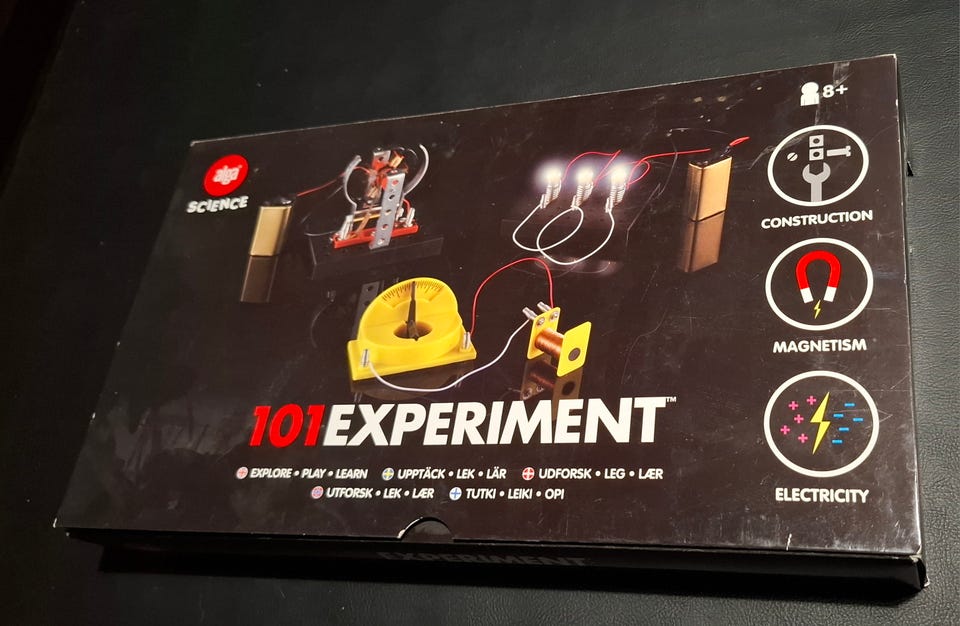 alga
SCIENCE
8+
CONSTRUCTION
MAGNETISM
ELECTRICITY
101EXPERIMENT™
EXPLORE • PLAY • LEARN UPPTÄCK • LEK • LÄR UDFORSK • LEG • LÆR
UTFORSK • LEK • LÆR TUTKI • LEIKI • OPI
EXPERIMENT